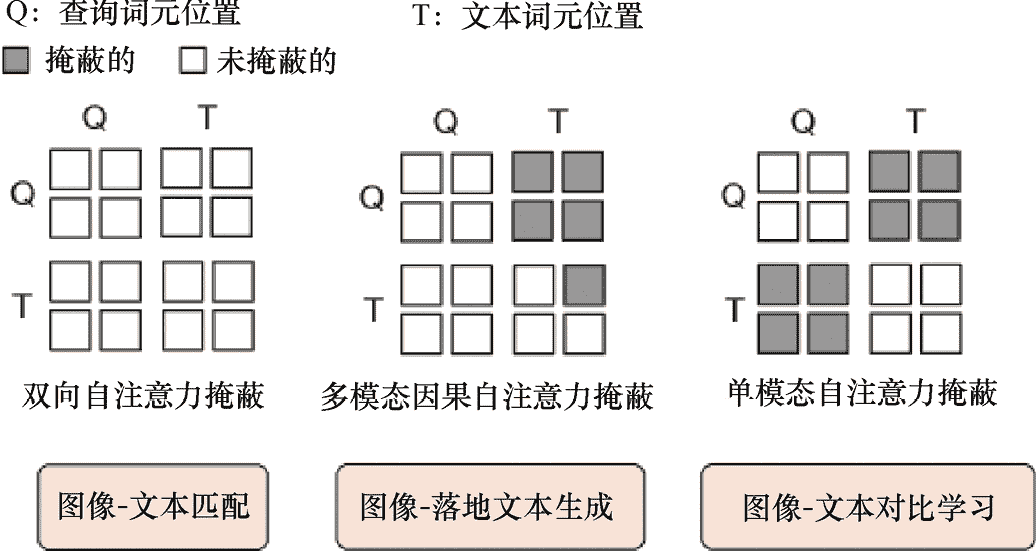 Q：查询词元位置 T：文本词元位置
掩蔽的 未掩蔽的
Q T Q T Q T
Q Q Q
T T T
双向自注意力掩蔽 多模态因果白注意力掩蔽 单模态自注意力掩蔽
图像-文本匹配 图像-落地文本生成 图像-文本对比学习